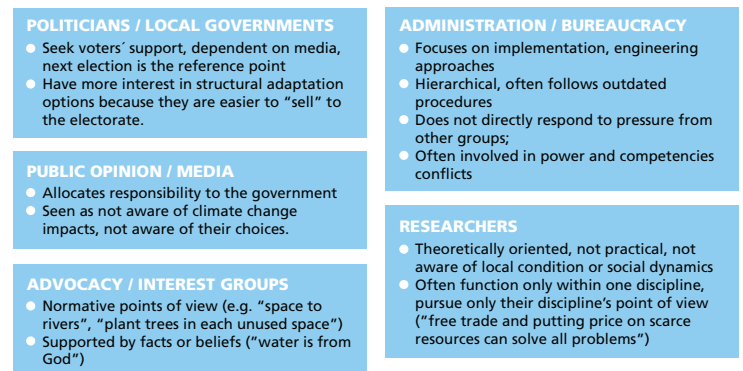 POLITICIANS / LOCAL GOVERNMENTS
Seek voters´ support, dependent on media,
next election is the reference point
Have more interest in structural adaptation
options because they are easier to “sell” to
the electorate.
PUBLIC OPINION / MEDIA
Allocates responsibility to the government
Seen as not aware of climate change
impacts, not aware of their choices.
ADVOCACY / INTEREST GROUPS
Normative points of view (e.g. “space to
rivers”, “plant trees in each unused space”)
Supported by facts or beliefs (“water is from
God”)
ADMINISTRATION / BUREAUCRACY
Focuses on implementation, engineering
approaches
Hierarchical, often follows outdated
procedures
Does not directly respond to pressure from
other groups;
Often involved in power and competencies
conflicts
RESEARCHERS
Theoretically oriented, not practical, not
aware of local condition or social dynamics
Often function only within one discipline,
pursue only their discipline’s point of view
(“free trade and putting price on scarce
resources can solve all problems”)